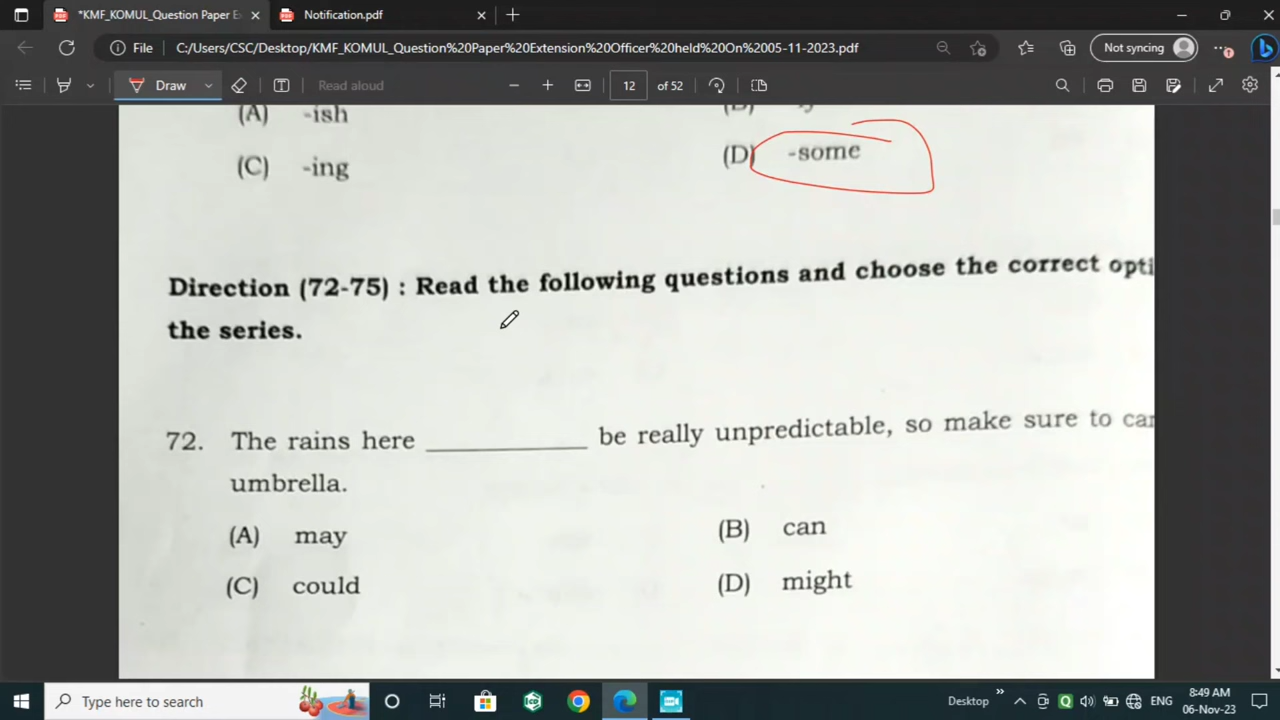 *KMF_KOMUL_Question Paper E
Notification.pdf
File
C:/Users/CSC/Desktop/KMF_KOMUL_Question%20Paper%20Extension%20Officer%20held%20On%2005-11-2023.pdf
Not syncing
Draw
Read aloud
12 of 52
(A) -ish
(C) -ing
(D) -some
Direction (72-75) : Read the following questions and choose the correct opti
the series.
72. The rains here __________ be really unpredictable, so make sure to car
umbrella.
(A) may
(B) can
(C) could
(D) might
Type here to search
Desktop
ENG
8:49 AM
06-Nov-23